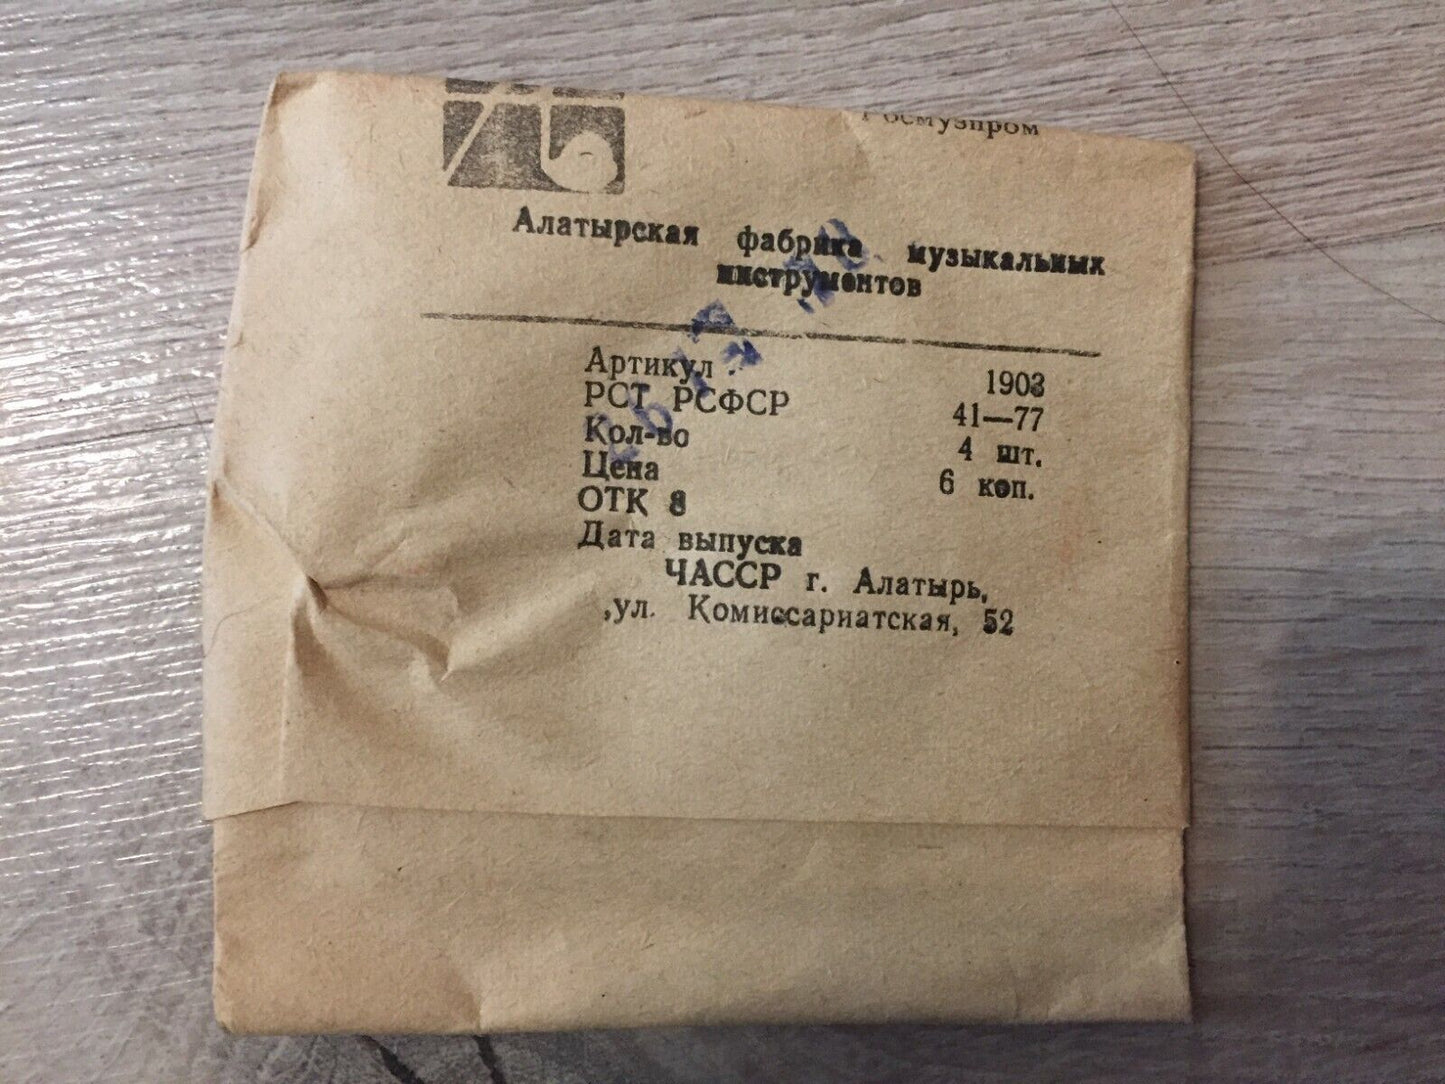 Росмузпром
Алатырская фабрика музыкальных
инструментов
Артикул 1903
РСТ РСФСР 41—77
Кол-во 4 шт.
Цена 6 коп.
ОТК 8
Дата выпуска
ЧАССР г. Алатырь,
ул. Комиссариатская, 52